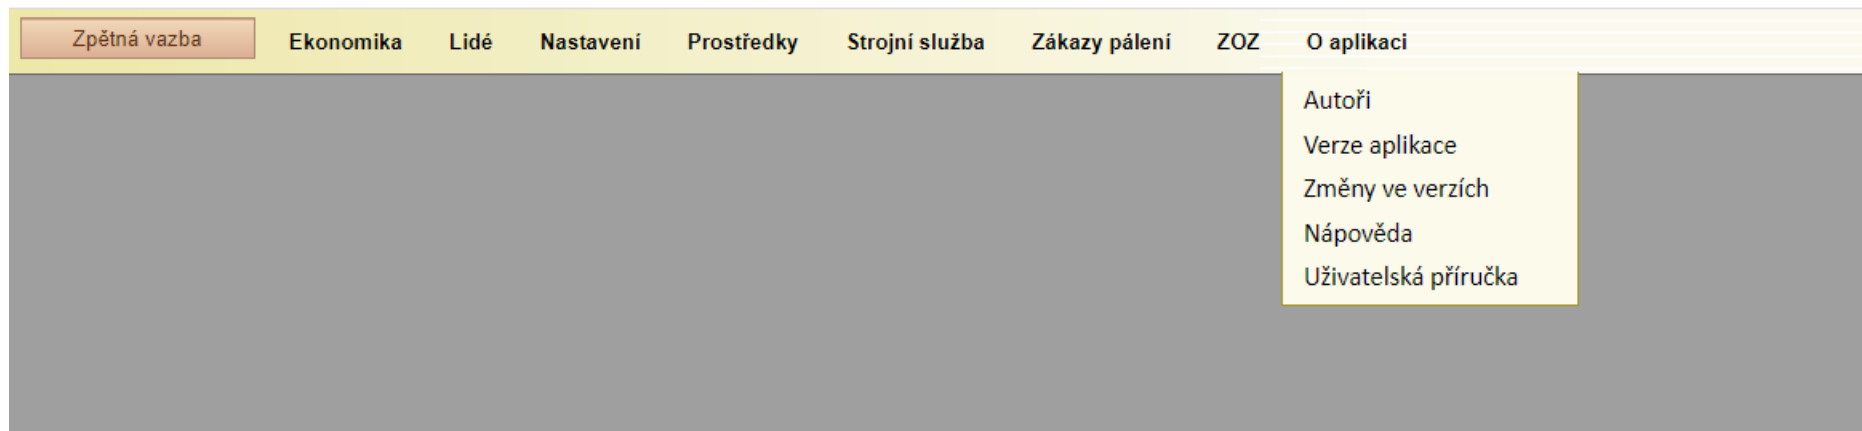 Zpětná vazba Ekonomika Lidé Nastavení Prostředky Strojní služba Zákazy pálení ZOZ O aplikaci
Autoři
Verze aplikace
Změny ve verzích
Nápověda
Uživatelská příručka